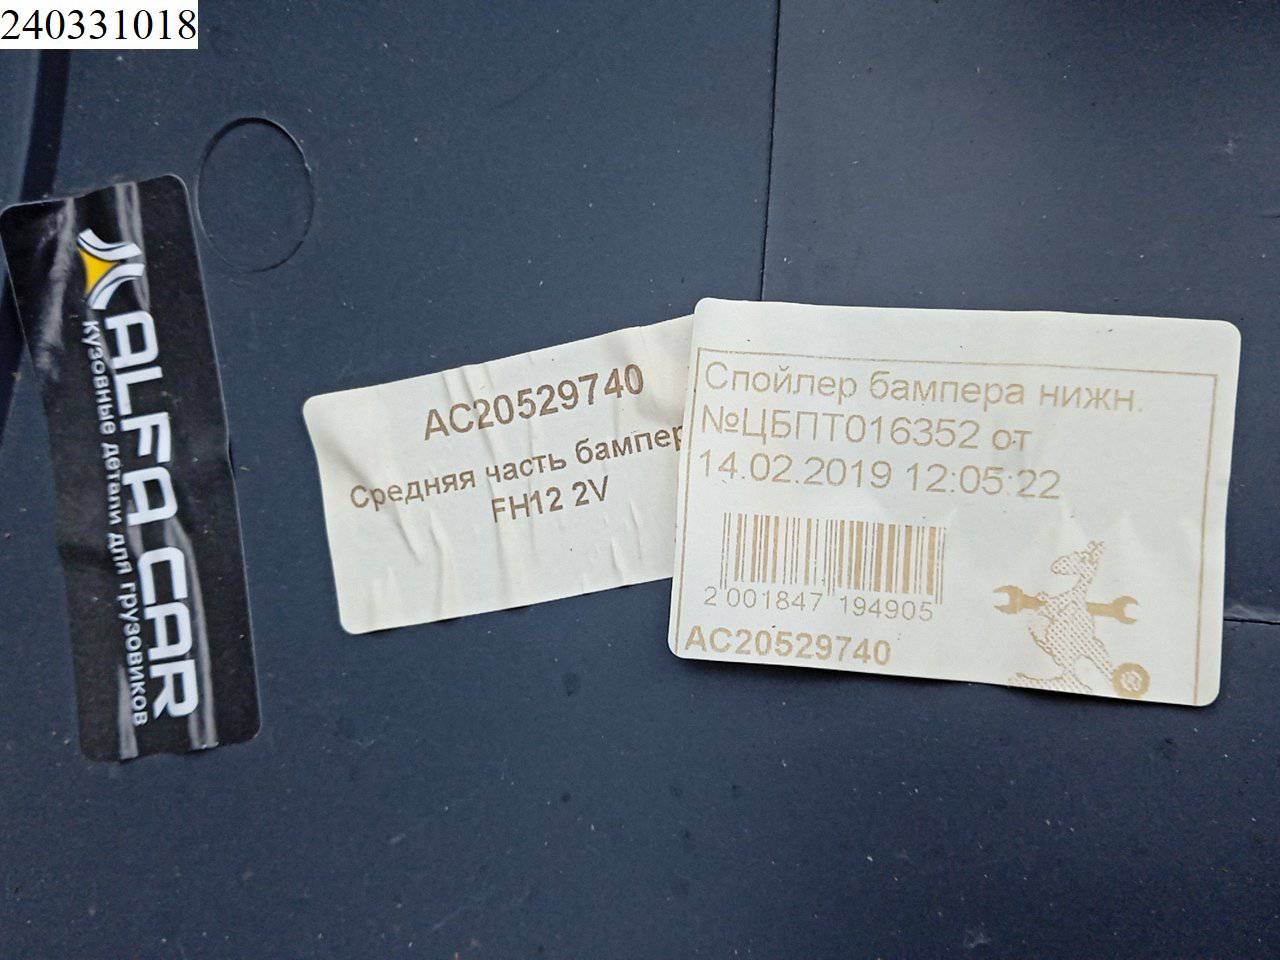 240331018
ALFA CAR
кузовные детали для грузовиков
AC20529740
Средняя часть бампер
FH12 2V
Спойлер бампера нижн.
№ЦБПТ016352 от
14.02.2019 12:05:22
2 001847 194905
AC20529740